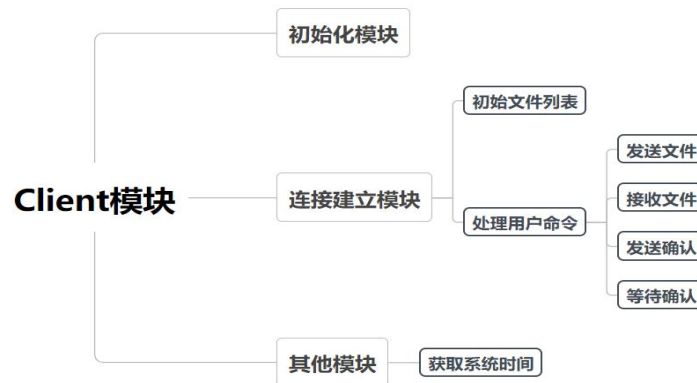 初始化模块
初始文件列表
发送文件
接收文件
Client模块
连接建立模块
处理用户命令
发送确认
等待确认
其他模块
获取系统时间